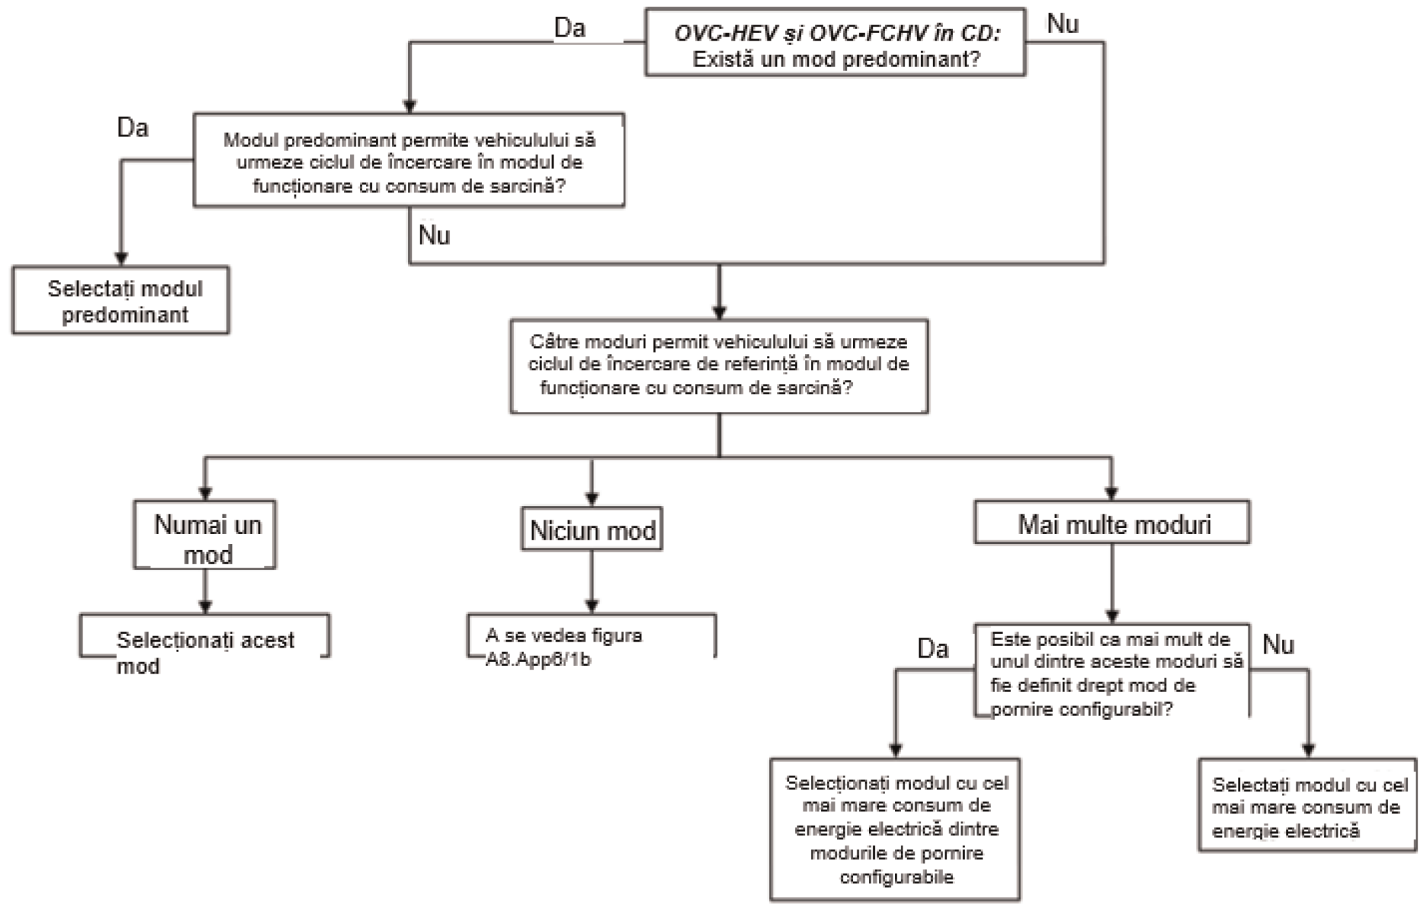 OVC-HEV și OVC-FCHV în CD:
Există un mod predominant?
Da
Nu
Da
Modul predominant permite vehiculului să
urmeze ciclul de încercare în modul de
funcționare cu consum de sarcină?
Nu
Selectați modul
predominant
Câtre moduri permit vehiculului să urmeze
ciclul de încercare de referință în modul de
funcționare cu consum de sarcină?
Numai un
mod
Niciun mod
Mai multe moduri
Selecționați acest
mod
A se vedea figura
A8.App6/1b
Da
Este posibil ca mai mult de
unul dintre aceste moduri să
fie definit drept mod de
pornire configurabil?
Nu
Selecționați modul cu cel
mai mare consum de
energie electrică dintre
modurile de pornire
configurabile
Selectați modul cu cel
mai mare consum de
energie electrică